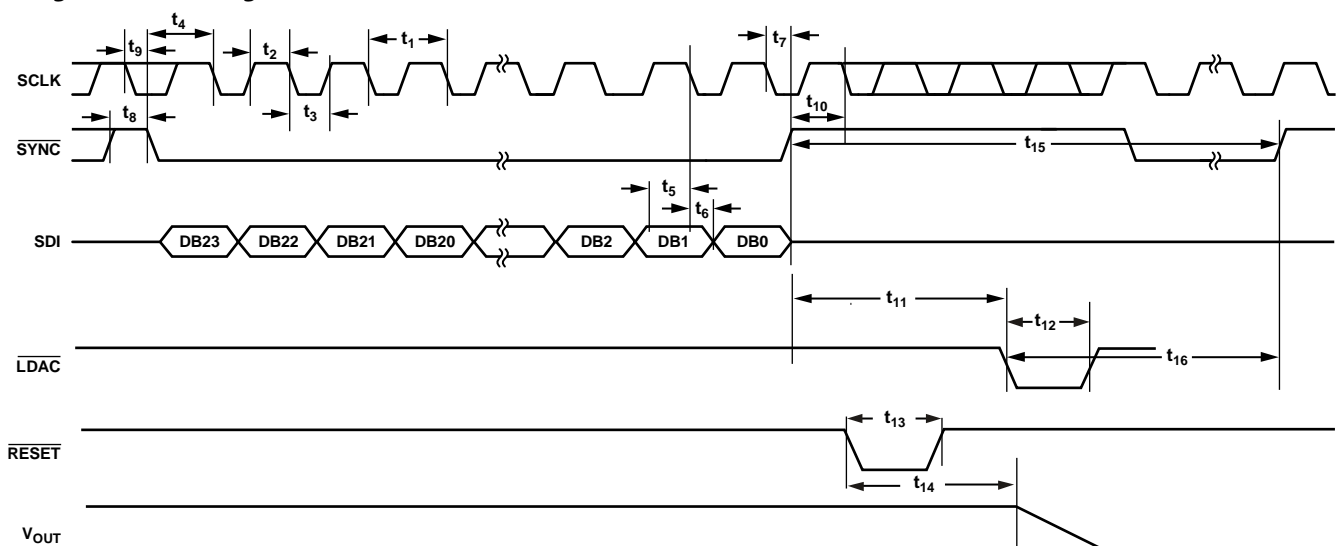 t4
t9
t2
t1
t7
SCLK
t8
t3
t10
SYNC
t15
t5
t6
SDI
DB23
DB22
DB21
DB20
DB2
DB1
DB0
t11
t12
LDAC
t16
t13
RESET
t14
VOUT